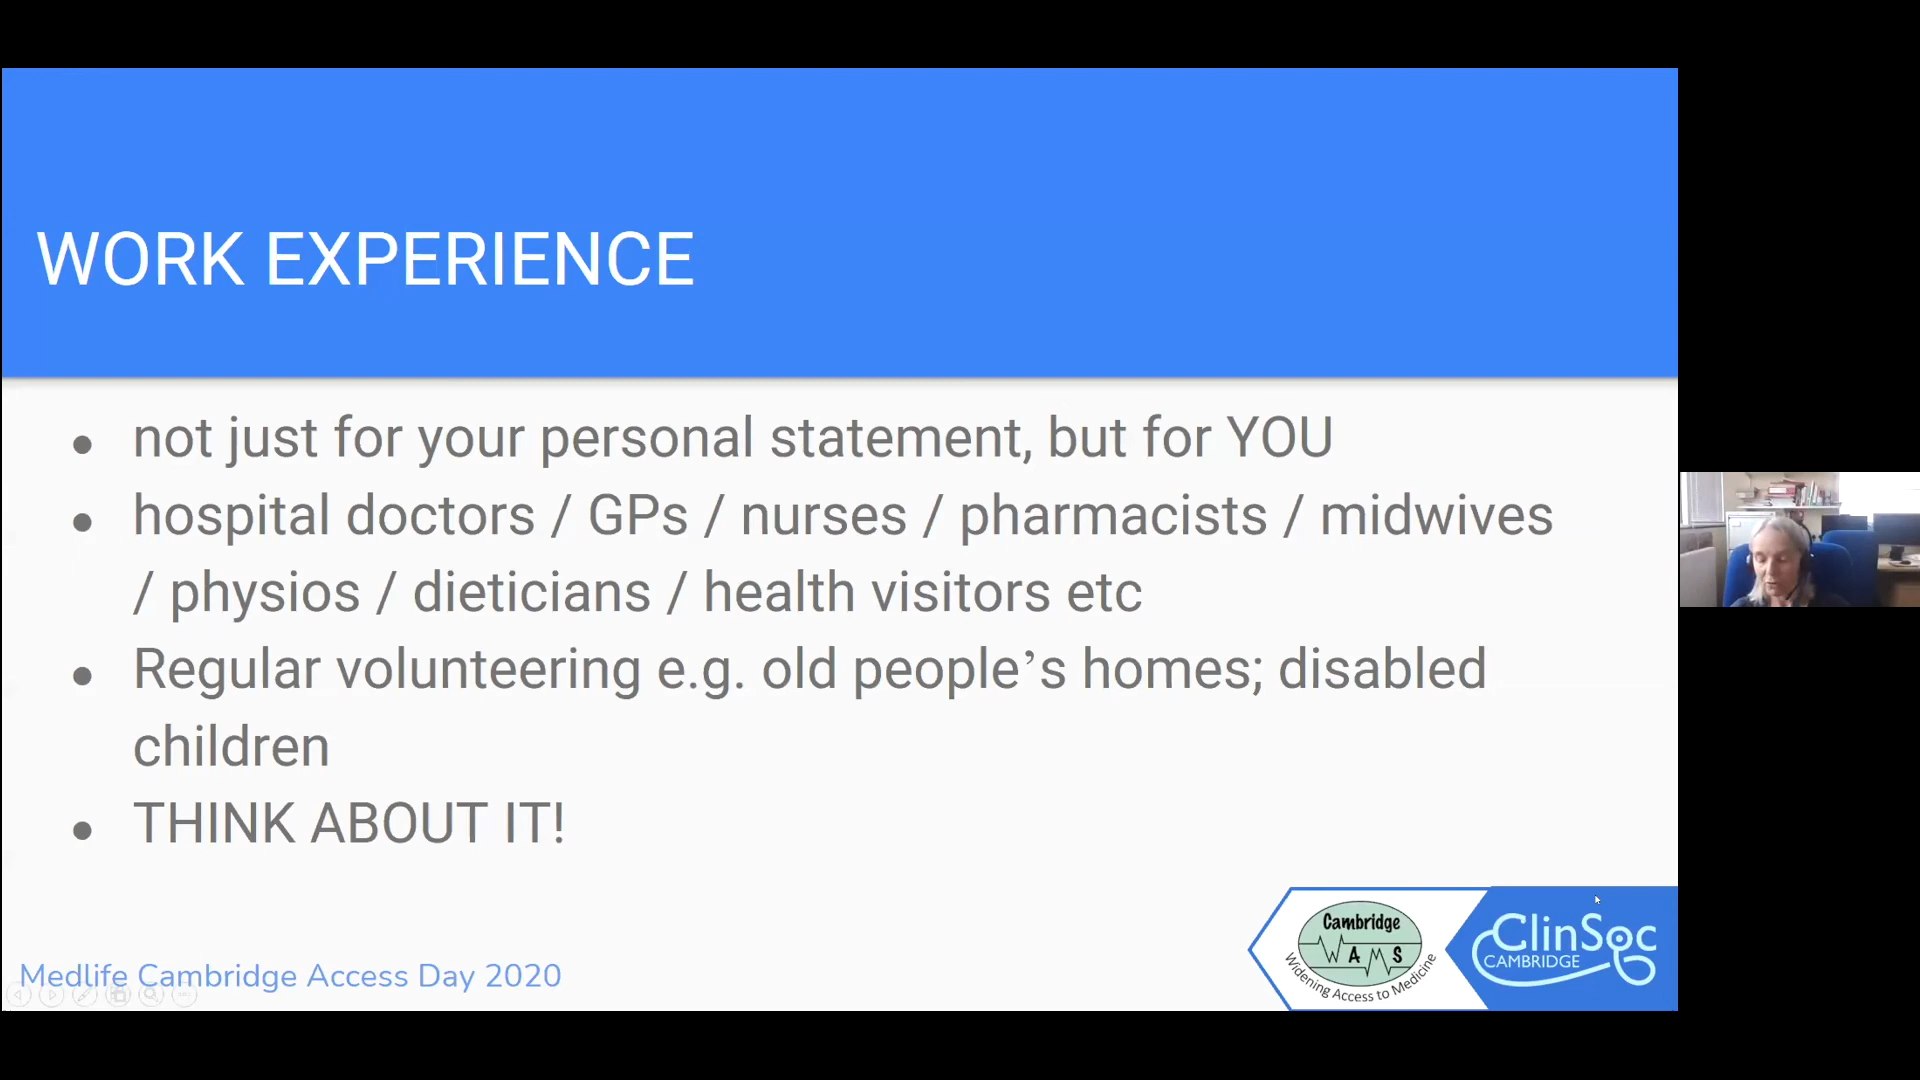 WORK EXPERIENCE
not just for your personal statement, but for YOU
hospital doctors / GPs / nurses / pharmacists / midwives
/ physios / dieticians / health visitors etc
Regular volunteering e.g. old people’s homes; disabled
children
THINK ABOUT IT!
Cambridge
WAMS
Widening Access to Medicine
ClinSoc
CAMBRIDGE
Medlife Cambridge Access Day 2020